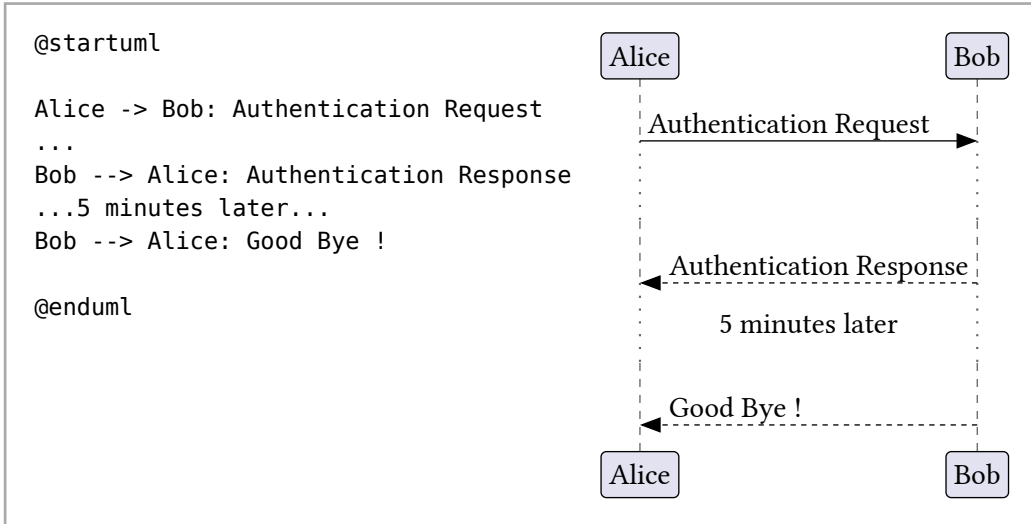 @startuml
Alice -> Bob: Authentication Request
...
Bob --> Alice: Authentication Response
...5 minutes later...
Bob --> Alice: Good Bye !
@enduml
Alice
Bob
Authentication Request
Authentication Response
5 minutes later
Good Bye !
Alice
Bob